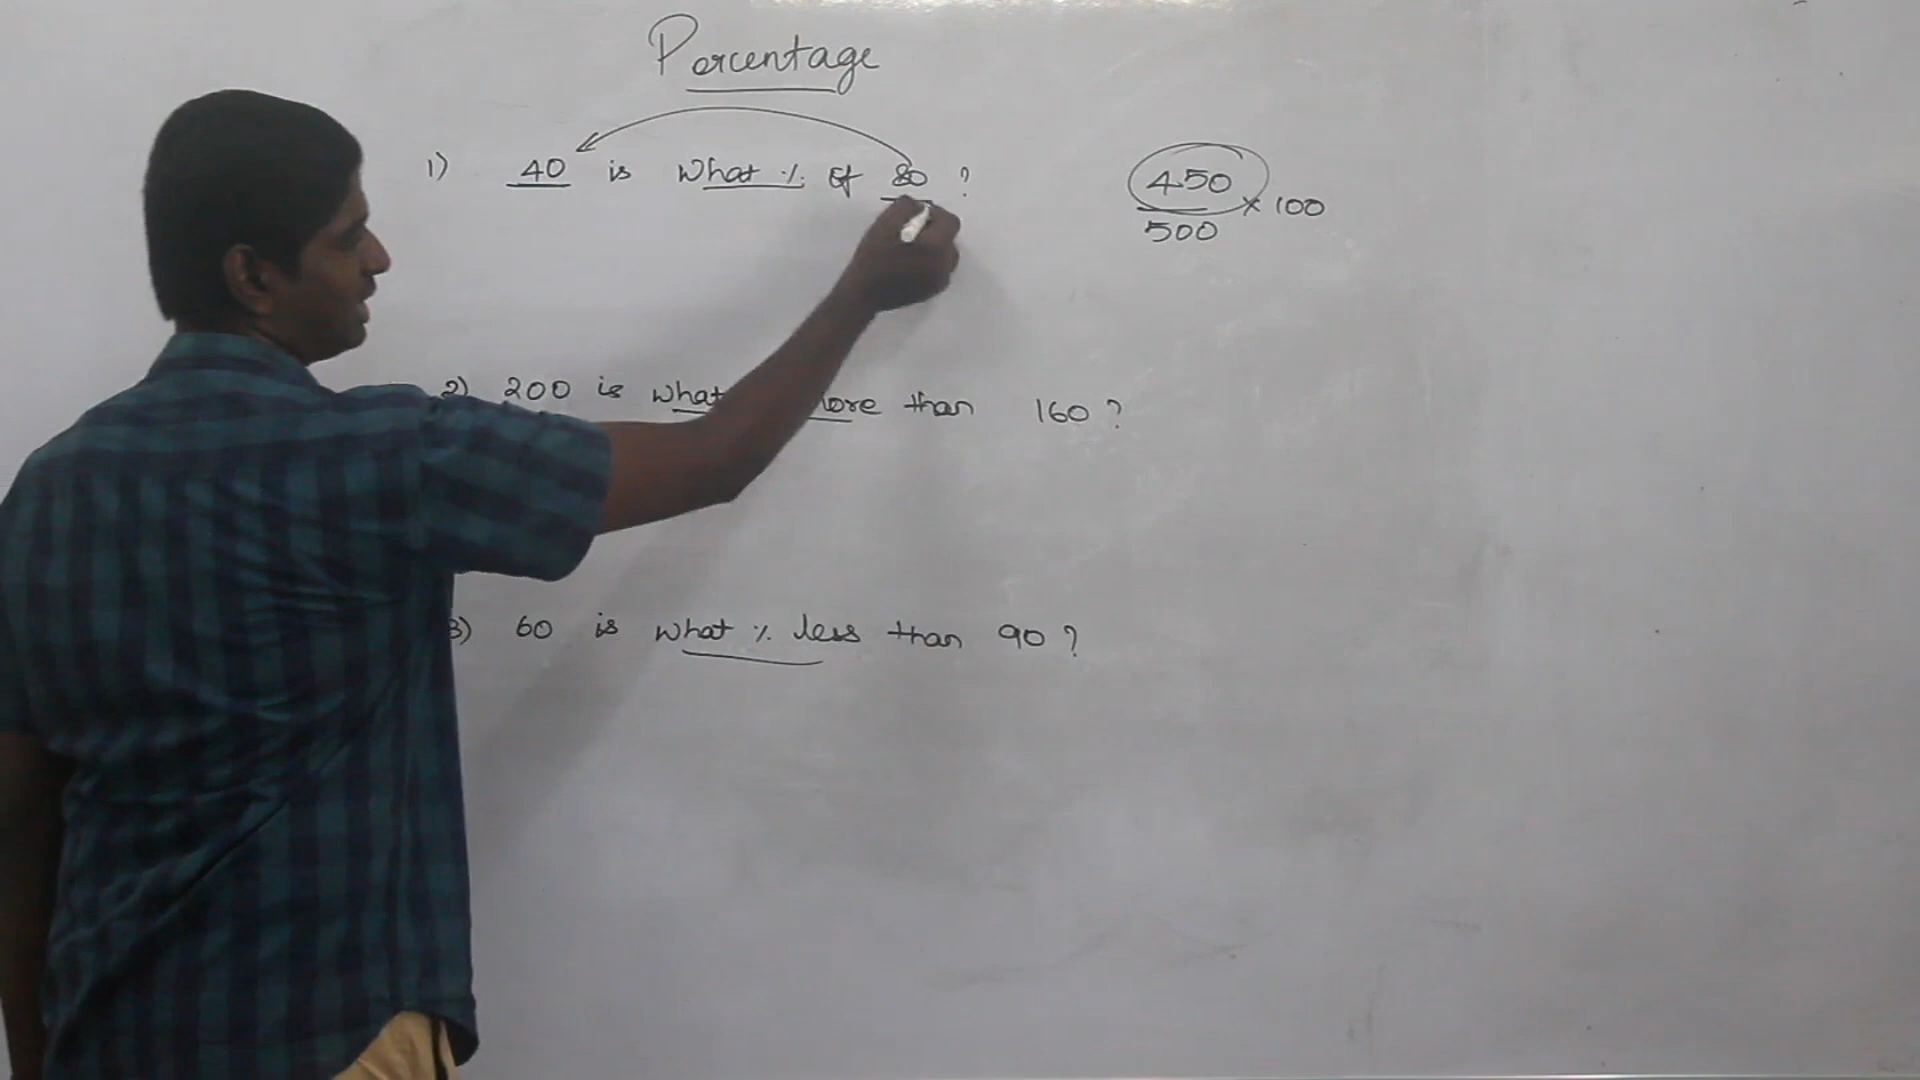 Percentage
1) 40 is what % of 80 ?
450
500
× 100
2) 200 is what more than 160 ?
3) 60 is what % less than 90 ?